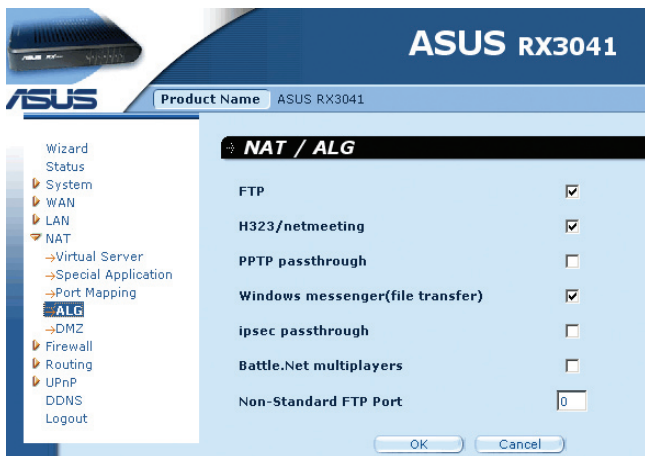 ASUS RX3041
ASUS
Product Name ASUS RX3041
Wizard
Status
System
WAN
LAN
NAT
→Virtual Server
→Special Application
→Port Mapping
→ALG
→DMZ
Firewall
Routing
UPnP
DDNS
Logout
NAT / ALG
FTP
H323/netmeeting
PPTP passthrough
Windows messenger(file transfer)
ipsec passthrough
Battle.Net multiplayers
Non-Standard FTP Port 0
OK Cancel